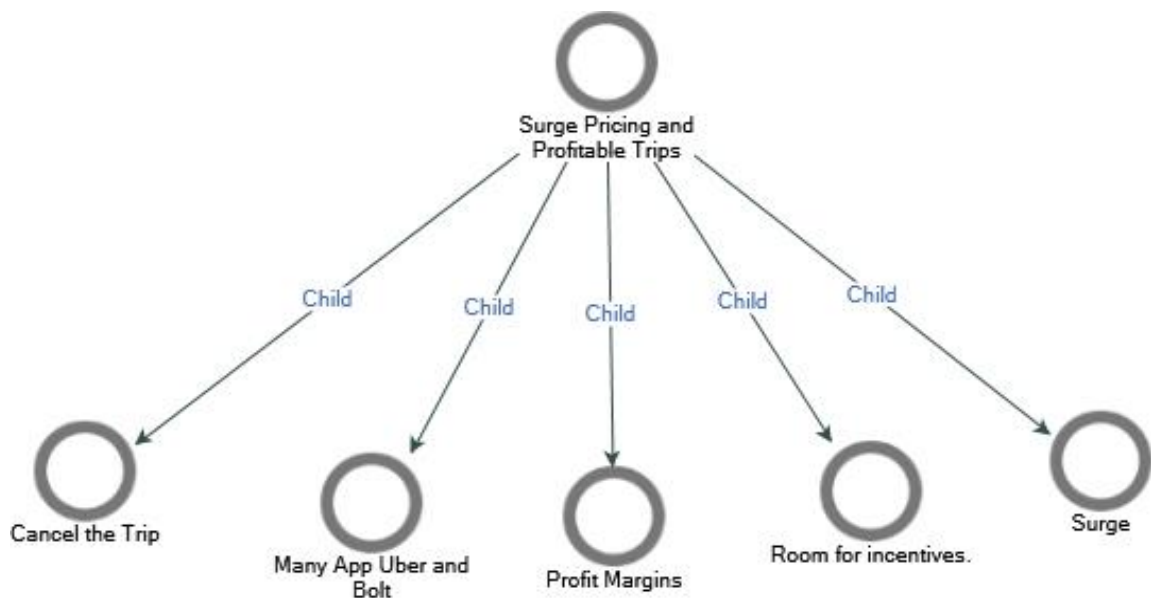 Surge Pricing and
Profitable Trips
Child
Child
Child
Child
Child
Cancel the Trip
Many App Uber and
Bolt
Profit Margins
Room for incentives.
Surge